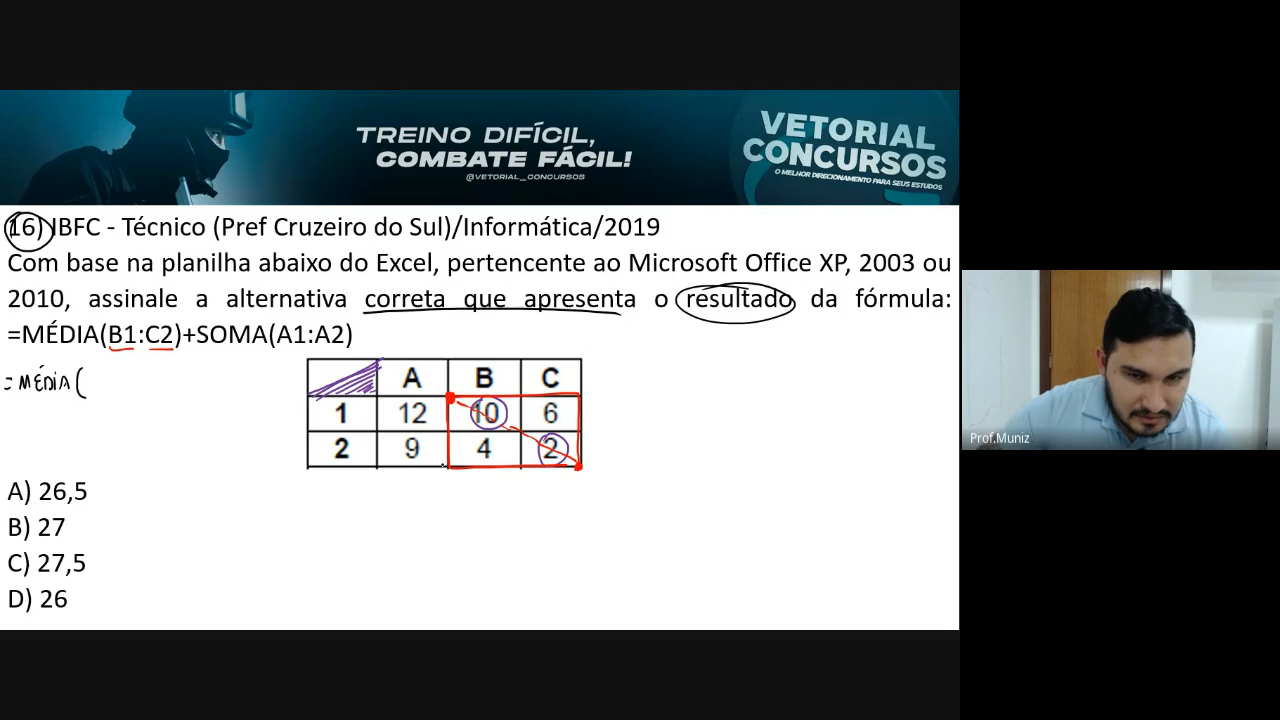 TREINO DIFÍCIL,
COMBATE FÁCIL!
@VETORIAL_CONCURSOS
VETORIAL
CONCURSOS
O MELHOR DIRECIONAMENTO PARA SEUS ESTUDOS
16) IBFC - Técnico (Pref Cruzeiro do Sul)/Informática/2019
Com base na planilha abaixo do Excel, pertencente ao Microsoft Office XP, 2003 ou
2010, assinale a alternativa correta que apresenta o resultado da fórmula:
=MÉDIA(B1:C2)+SOMA(A1:A2)
= MÉDIA (
A B C
1 12 10 6
2 9 4 2
A) 26,5
B) 27
C) 27,5
D) 26
Prof.Muniz